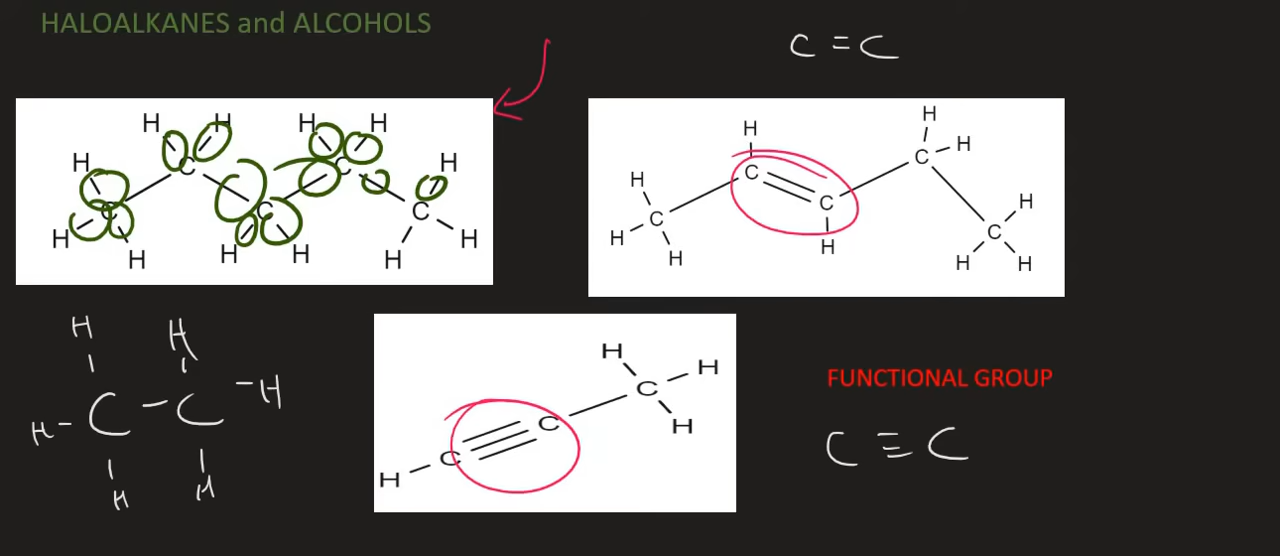 HALOALKANES and ALCOHOLS
C = C
H H H H
H C C H
C C C
H H H H H H
H H
H C H
H C C H
C C
H H H H H
H H
C
H
C
C
H
H H
H - C - C - H
H H
FUNCTIONAL GROUP
C ≡ C